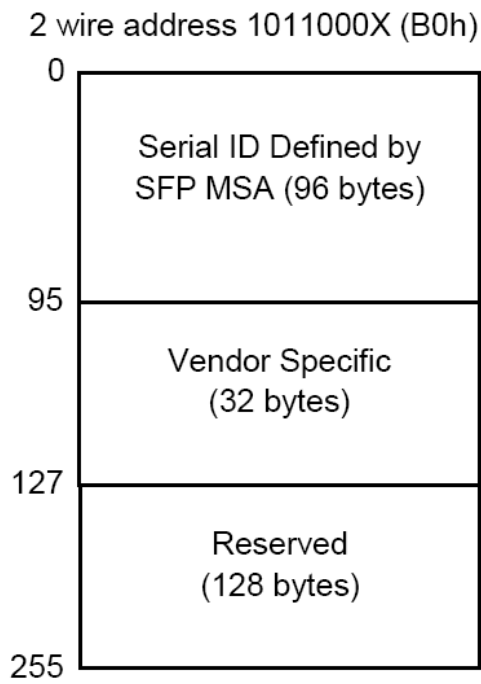 2 wire address 1011000X (B0h)
0
Serial ID Defined by
SFP MSA (96 bytes)
95
Vendor Specific
(32 bytes)
127
Reserved
(128 bytes)
255